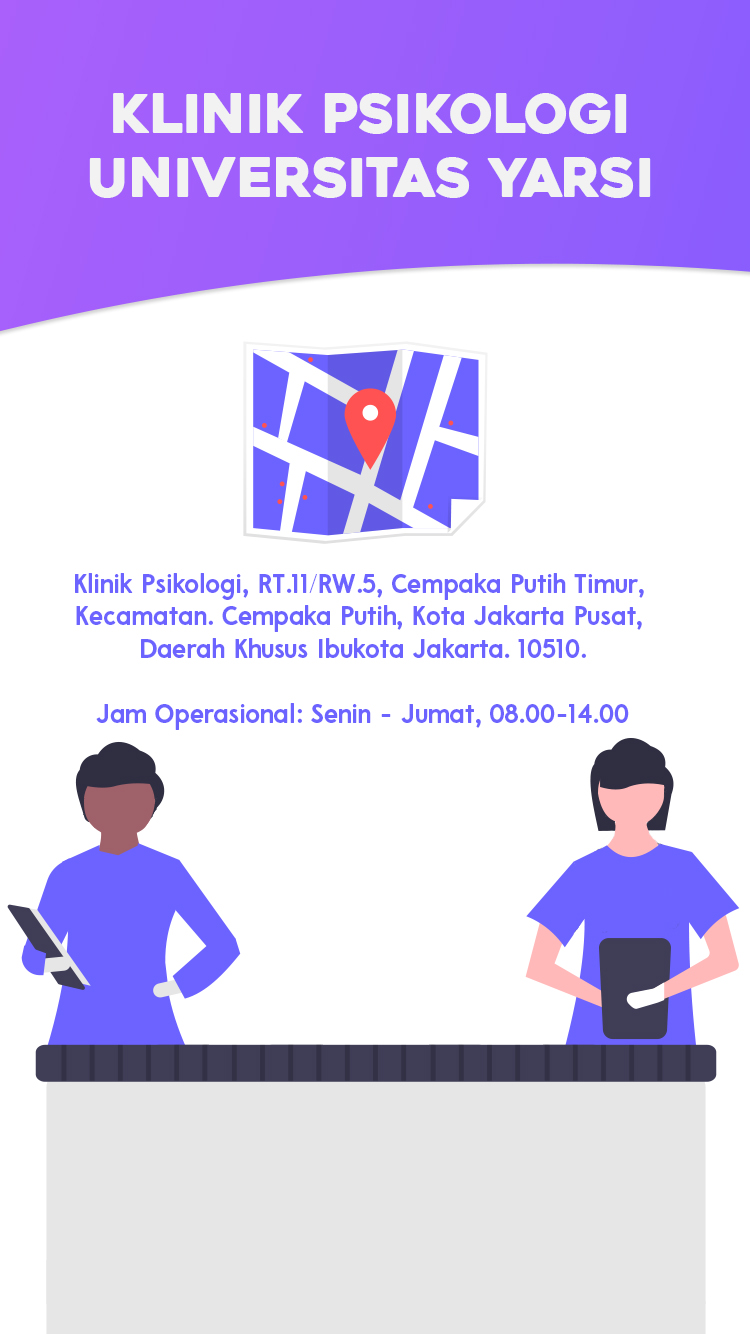 KLINIK PSIKOLOGI
UNIVERSITAS YARSI
Klinik Psikologi, RT.11/RW.5, Cempaka Putih Timur,
Kecamatan. Cempaka Putih, Kota Jakarta Pusat,
Daerah Khusus Ibukota Jakarta. 10510.
Jam Operasional: Senin - Jumat, 08.00-14.00